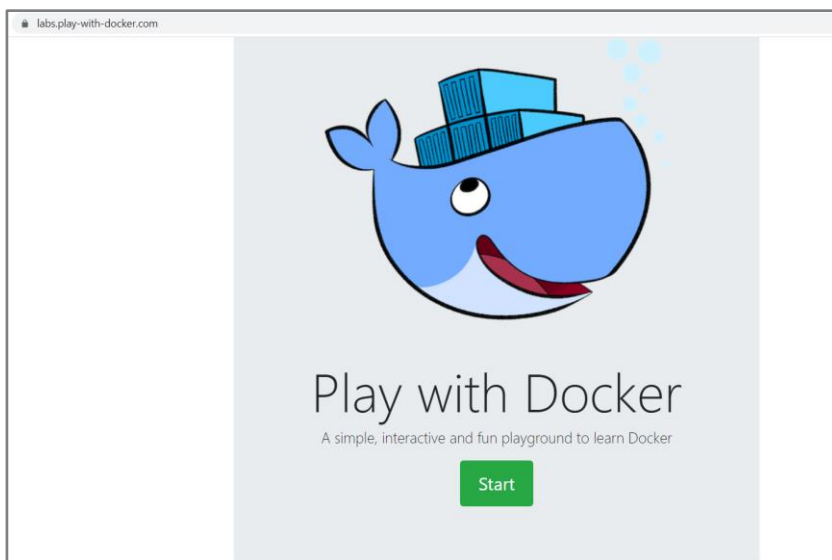 labs.play-with-docker.com
Play with Docker
A simple, interactive and fun playground to learn Docker
Start